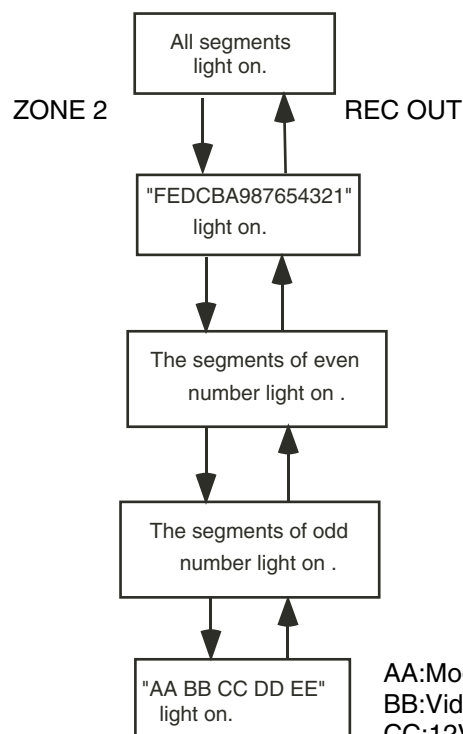 All segments
light on.
ZONE 2
REC OUT
"FEDCBA987654321"
light on.
The segments of even
number light on .
The segments of odd
number light on .
"AA BB CC DD EE"
light on.